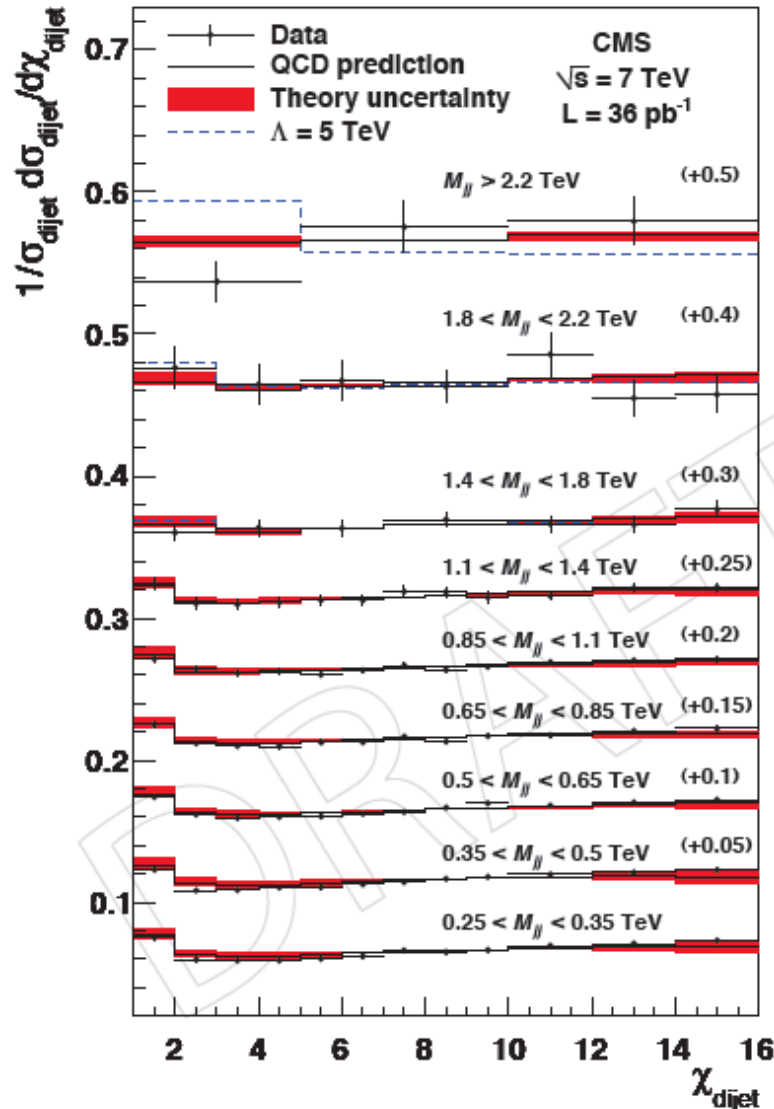 1/σ_dijet dσ_dijet/dχ_dijet
Data
QCD prediction
Theory uncertainty
Λ = 5 TeV
CMS
√s = 7 TeV
L = 36 pb⁻¹
M_jj > 2.2 TeV (+0.5)
1.8 < M_jj < 2.2 TeV (+0.4)
1.4 < M_jj < 1.8 TeV (+0.3)
1.1 < M_jj < 1.4 TeV (+0.25)
0.85 < M_jj < 1.1 TeV (+0.2)
0.65 < M_jj < 0.85 TeV (+0.15)
0.5 < M_jj < 0.65 TeV (+0.1)
0.35 < M_jj < 0.5 TeV (+0.05)
0.25 < M_jj < 0.35 TeV
0.7
0.6
0.5
0.4
0.3
0.2
0.1
2 4 6 8 10 12 14 16
χ_dijet
DRAFT